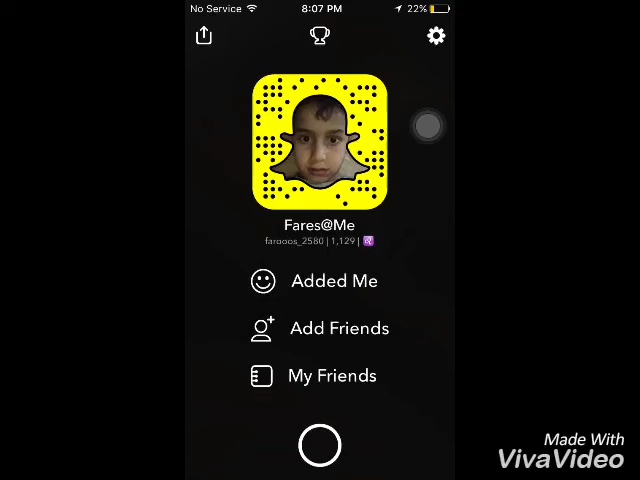 No Service 8:07 PM 22%
Fares@Me
farooos_2580 | 1,129 | ♌
Added Me
Add Friends
My Friends
Made With
VivaVideo